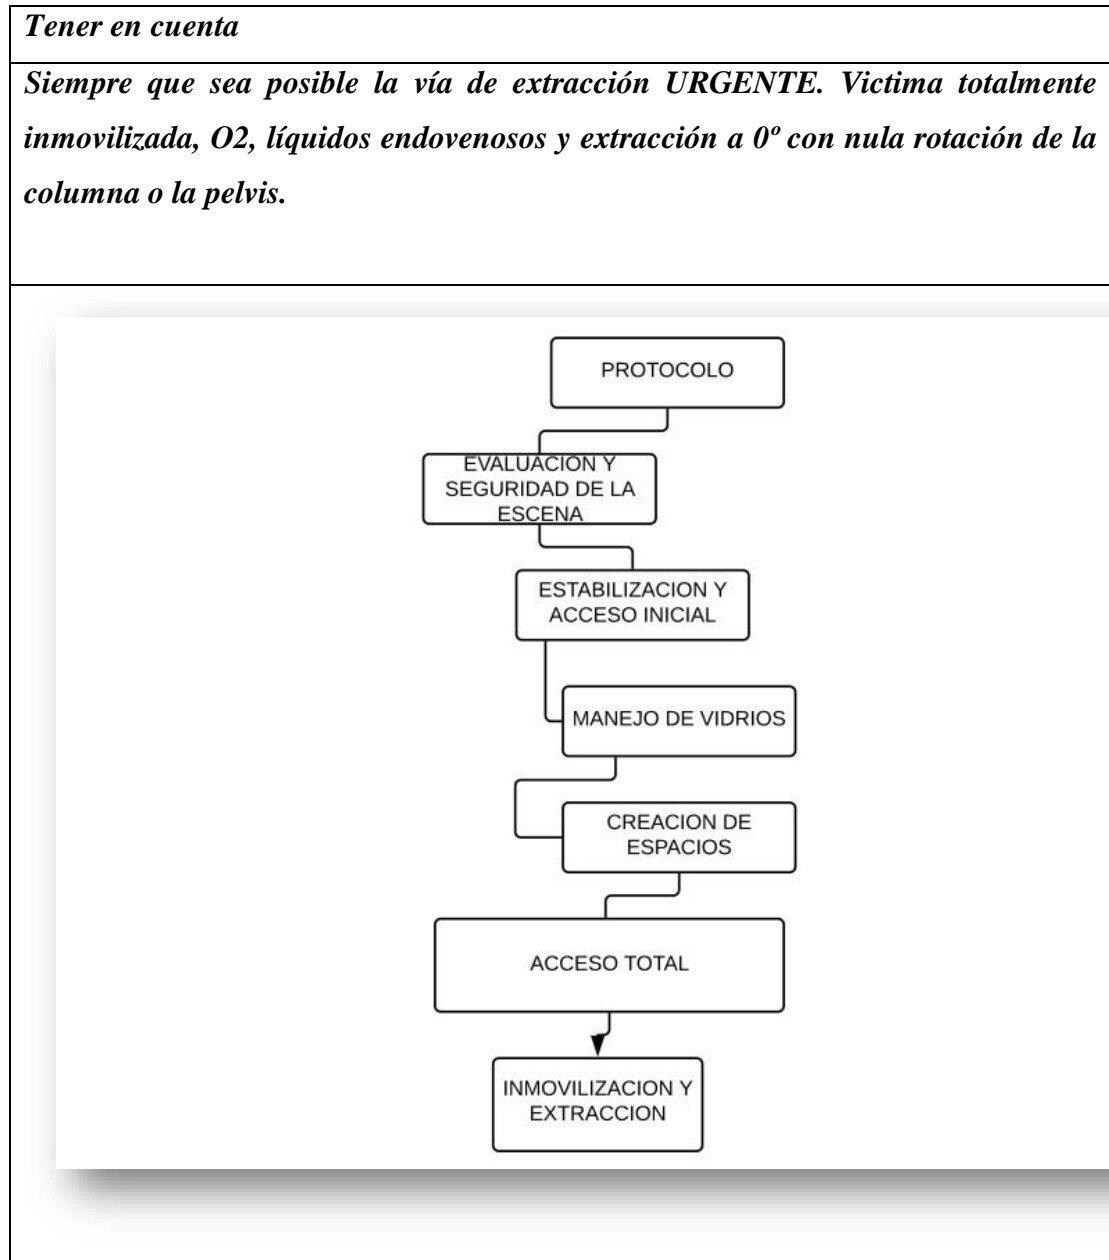 Tener en cuenta
Siempre que sea posible la vía de extracción URGENTE. Victima totalmente
inmovilizada, O2, líquidos endovenosos y extracción a 0º con nula rotación de la
columna o la pelvis.
PROTOCOLO
EVALUACION Y
SEGURIDAD DE LA
ESCENA
ESTABILIZACION Y
ACCESO INICIAL
MANEJO DE VIDRIOS
CREACION DE
ESPACIOS
ACCESO TOTAL
INMOVILIZACION Y
EXTRACCION